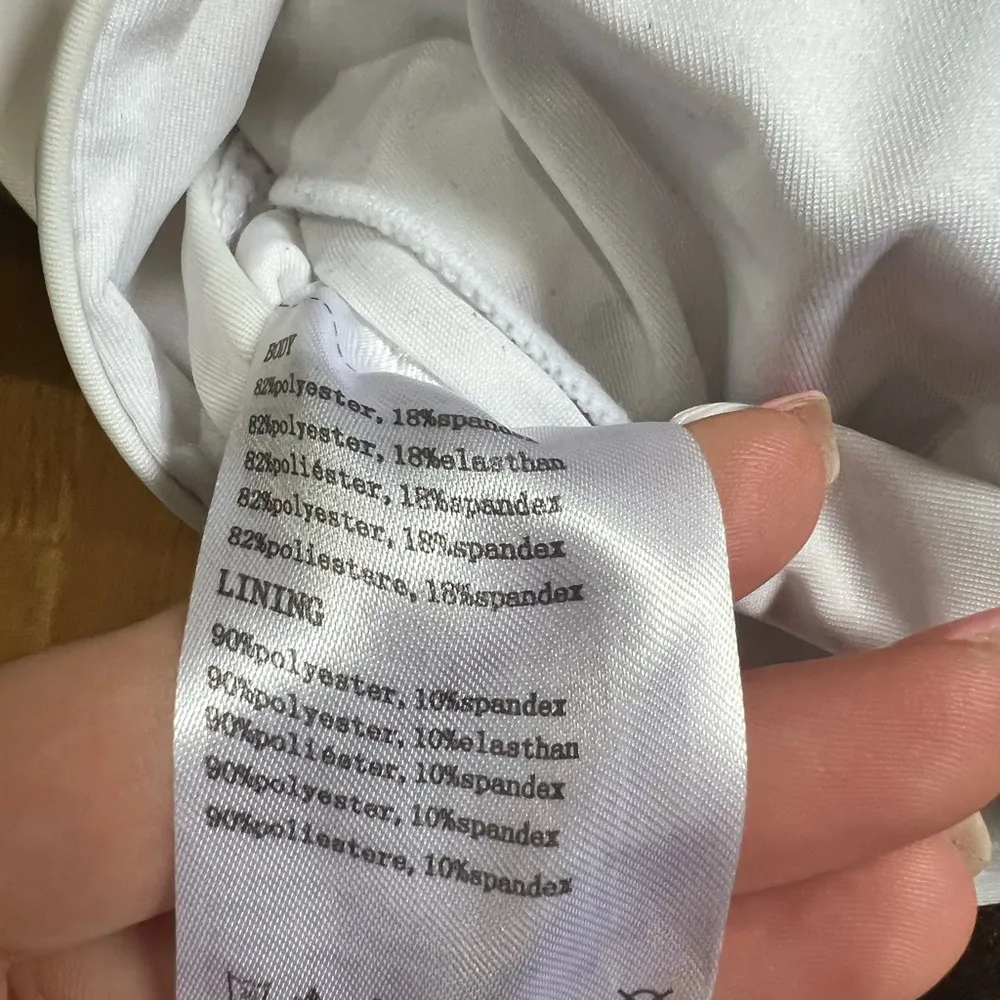 BODY
82%polyester, 18%span
82%polyester, 18%elasthan
82%poliéster, 18%spandex
82%polyester, 18%spandex
82%poliestere, 18%spandex
LINING
90%polyester, 10%spandex
90%polyester, 10%elasthan
90%poliéster, 10%spandex
90%polyester, 10%spandex
90%poliestere, 10%spandex